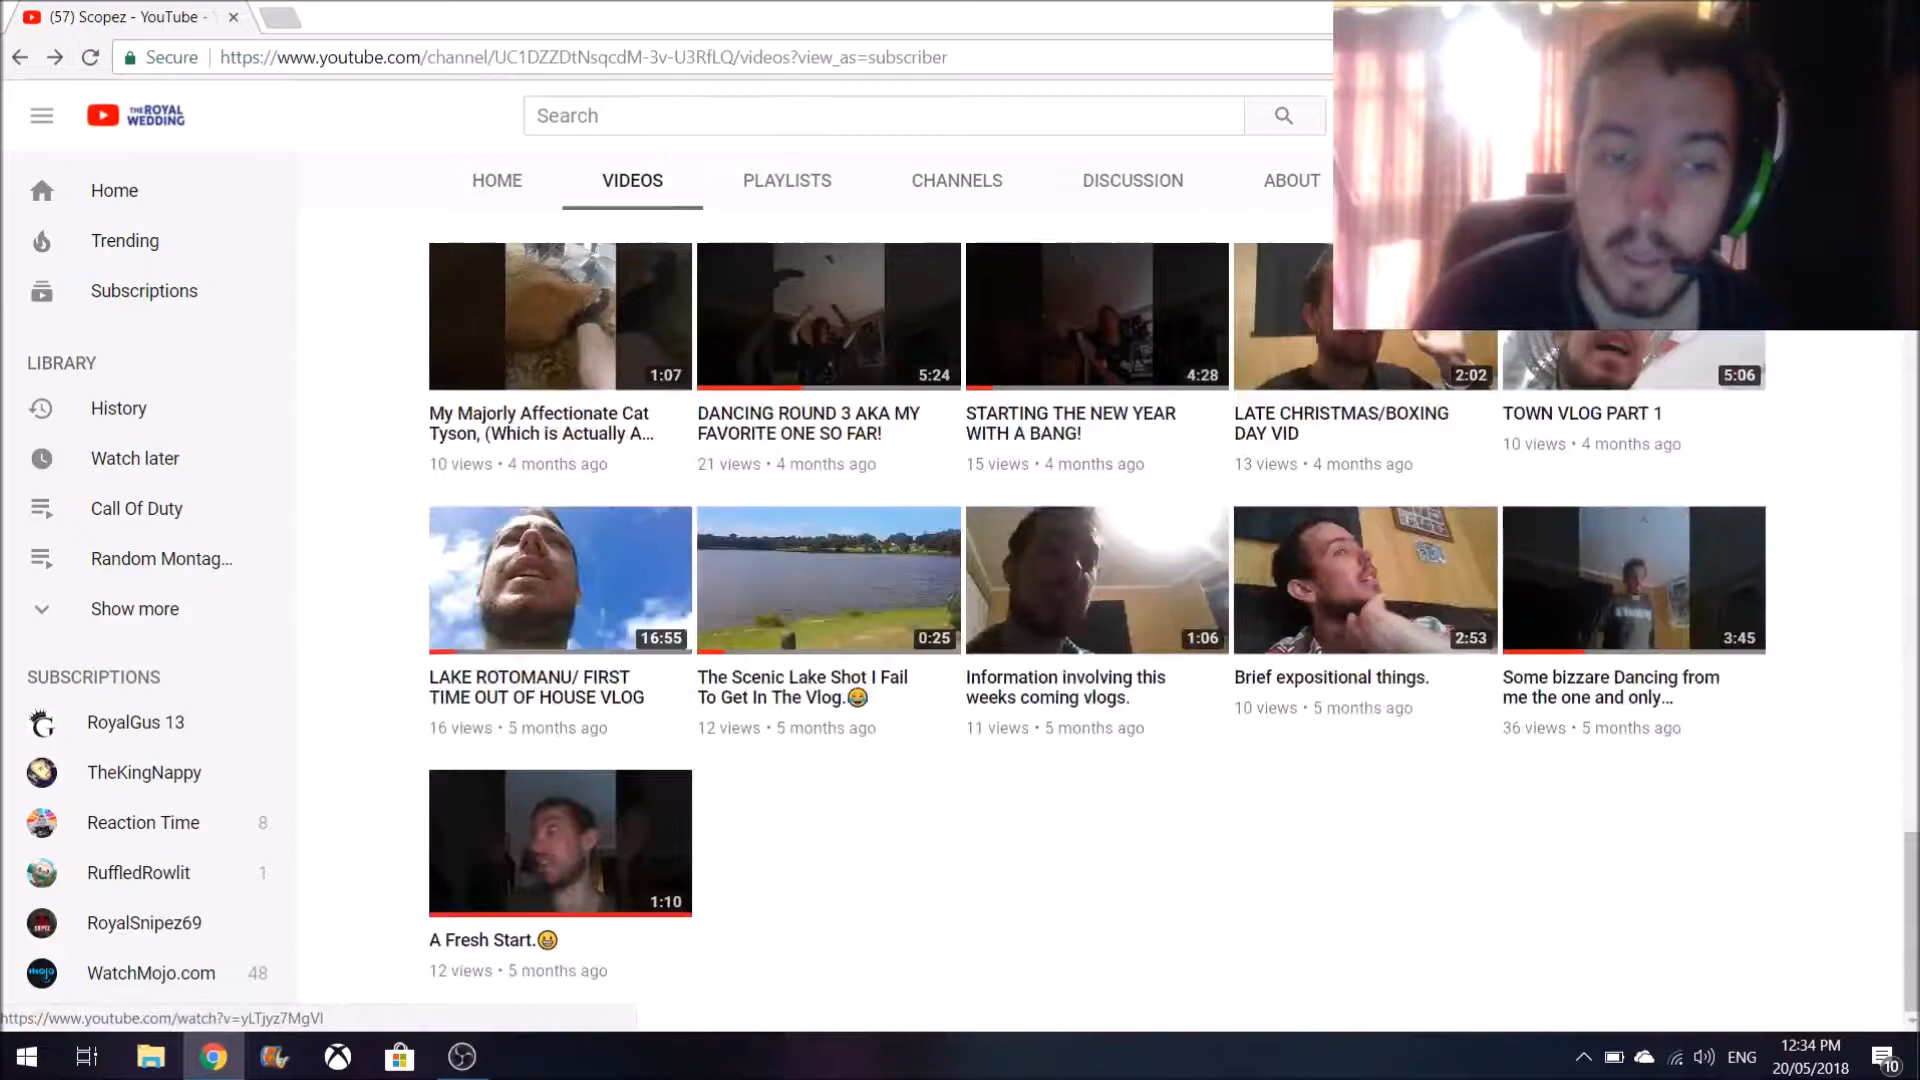 (57) Scopez - YouTube -
Secure https://www.youtube.com/channel/UC1DZZDtNsqcdM-3v-U3RfLQ/videos?view_as=subscriber
THE ROYAL WEDDING
Search
HOME VIDEOS PLAYLISTS CHANNELS DISCUSSION ABOUT
Home
Trending
Subscriptions
LIBRARY
History
Watch later
Call Of Duty
Random Montag...
Show more
SUBSCRIPTIONS
RoyalGus 13
TheKingNappy
Reaction Time 8
RuffledRowlit 1
RoyalSnipez69
WatchMojo.com 48
1:07
My Majorly Affectionate Cat
Tyson, (Which is Actually A...
10 views • 4 months ago
5:24
DANCING ROUND 3 AKA MY
FAVORITE ONE SO FAR!
21 views • 4 months ago
4:28
STARTING THE NEW YEAR
WITH A BANG!
15 views • 4 months ago
2:02
LATE CHRISTMAS/BOXING
DAY VID
13 views • 4 months ago
5:06
TOWN VLOG PART 1
10 views • 4 months ago
16:55
LAKE ROTOMANU/ FIRST
TIME OUT OF HOUSE VLOG
16 views • 5 months ago
0:25
The Scenic Lake Shot I Fail
To Get In The Vlog.😂
12 views • 5 months ago
1:06
Information involving this
weeks coming vlogs.
11 views • 5 months ago
2:53
Brief expositional things.
10 views • 5 months ago
3:45
Some bizzare Dancing from
me the one and only...
36 views • 5 months ago
1:10
A Fresh Start.😀
12 views • 5 months ago
https://www.youtube.com/watch?v=yLTjyz7MgVI
ENG
12:34 PM
20/05/2018
10